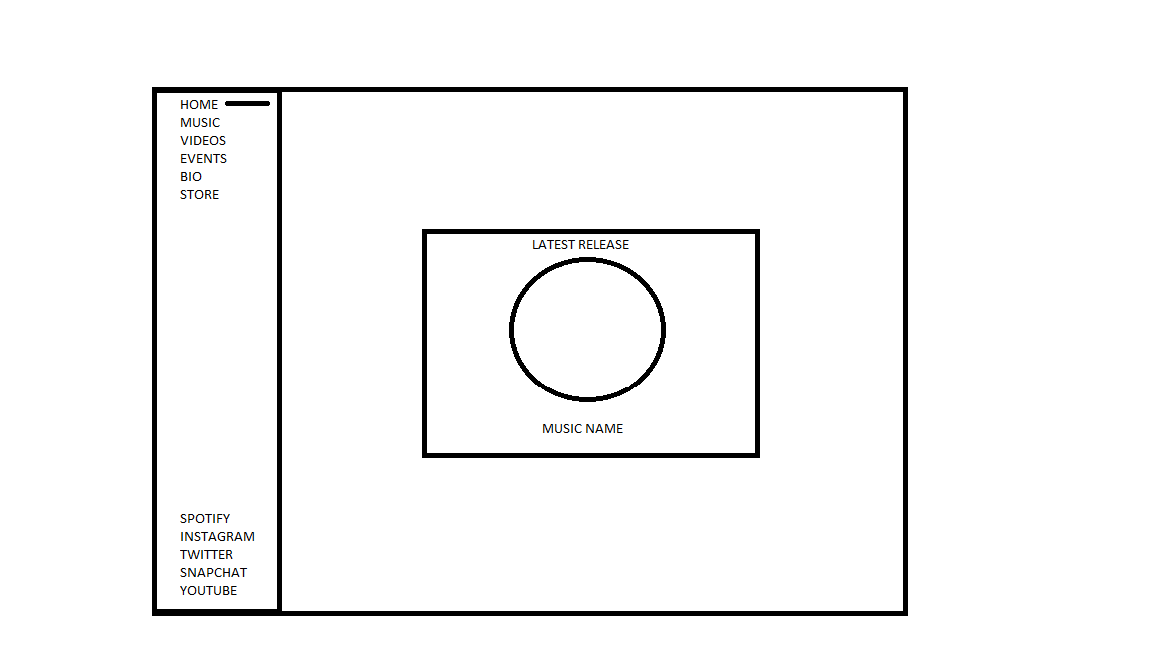 HOME
MUSIC
VIDEOS
EVENTS
BIO
STORE
LATEST RELEASE
MUSIC NAME
SPOTIFY
INSTAGRAM
TWITTER
SNAPCHAT
YOUTUBE